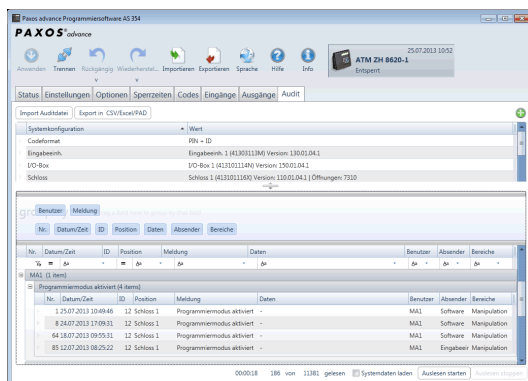 Paxos advance Programmiersoftware AS 354
PAXOS® advance
25.07.2013 10:52
ATM ZH 8620-1
Entsperrt
Anwenden Trennen Rückgängig Wiederherstel... Importieren Exportieren Sprache Hilfe Info
Status Einstellungen Optionen Sperrzeiten Codes Eingänge Ausgänge Audit
Import Auditdatei Export in CSV/Excel/PAD
Systemkonfiguration Wert
Codeformat PIN + ID
Eingabeeinh. Eingabeeinh. 1 (41303113M) Version: 130.01.04.1
I/O-Box I/O-Box 1 (413101114N) Version: 150.01.04.1
Schloss Schloss 1 (413101116X) Version: 110.01.04.1 | Öffnungen: 7310
Benutzer Meldung
Nr. Datum/Zeit ID Position Daten Absender Bereiche
Nr. Datum/Zeit ID Position Meldung Daten Benutzer Absender Bereiche
MA1 (1 item)
Programmiermodus aktiviert (4 items)
Nr. Datum/Zeit ID Position Meldung Daten Benutzer Absender Bereiche
1 25.07.2013 10:49:46 12 Schloss 1 Programmiermodus aktiviert - MA1 Software Manipulation
8 24.07.2013 17:09:31 12 Schloss 1 Programmiermodus aktiviert - MA1 Software Manipulation
64 18.07.2013 09:55:31 12 Schloss 1 Programmiermodus aktiviert - MA1 Software Manipulation
85 12.07.2013 08:25:22 12 Schloss 1 Programmiermodus aktiviert - MA1 Eingabeeir Manipulation
00:00:18 186 von 11381 gelesen Systemdaten laden Auslesen starten Auslesen stoppen